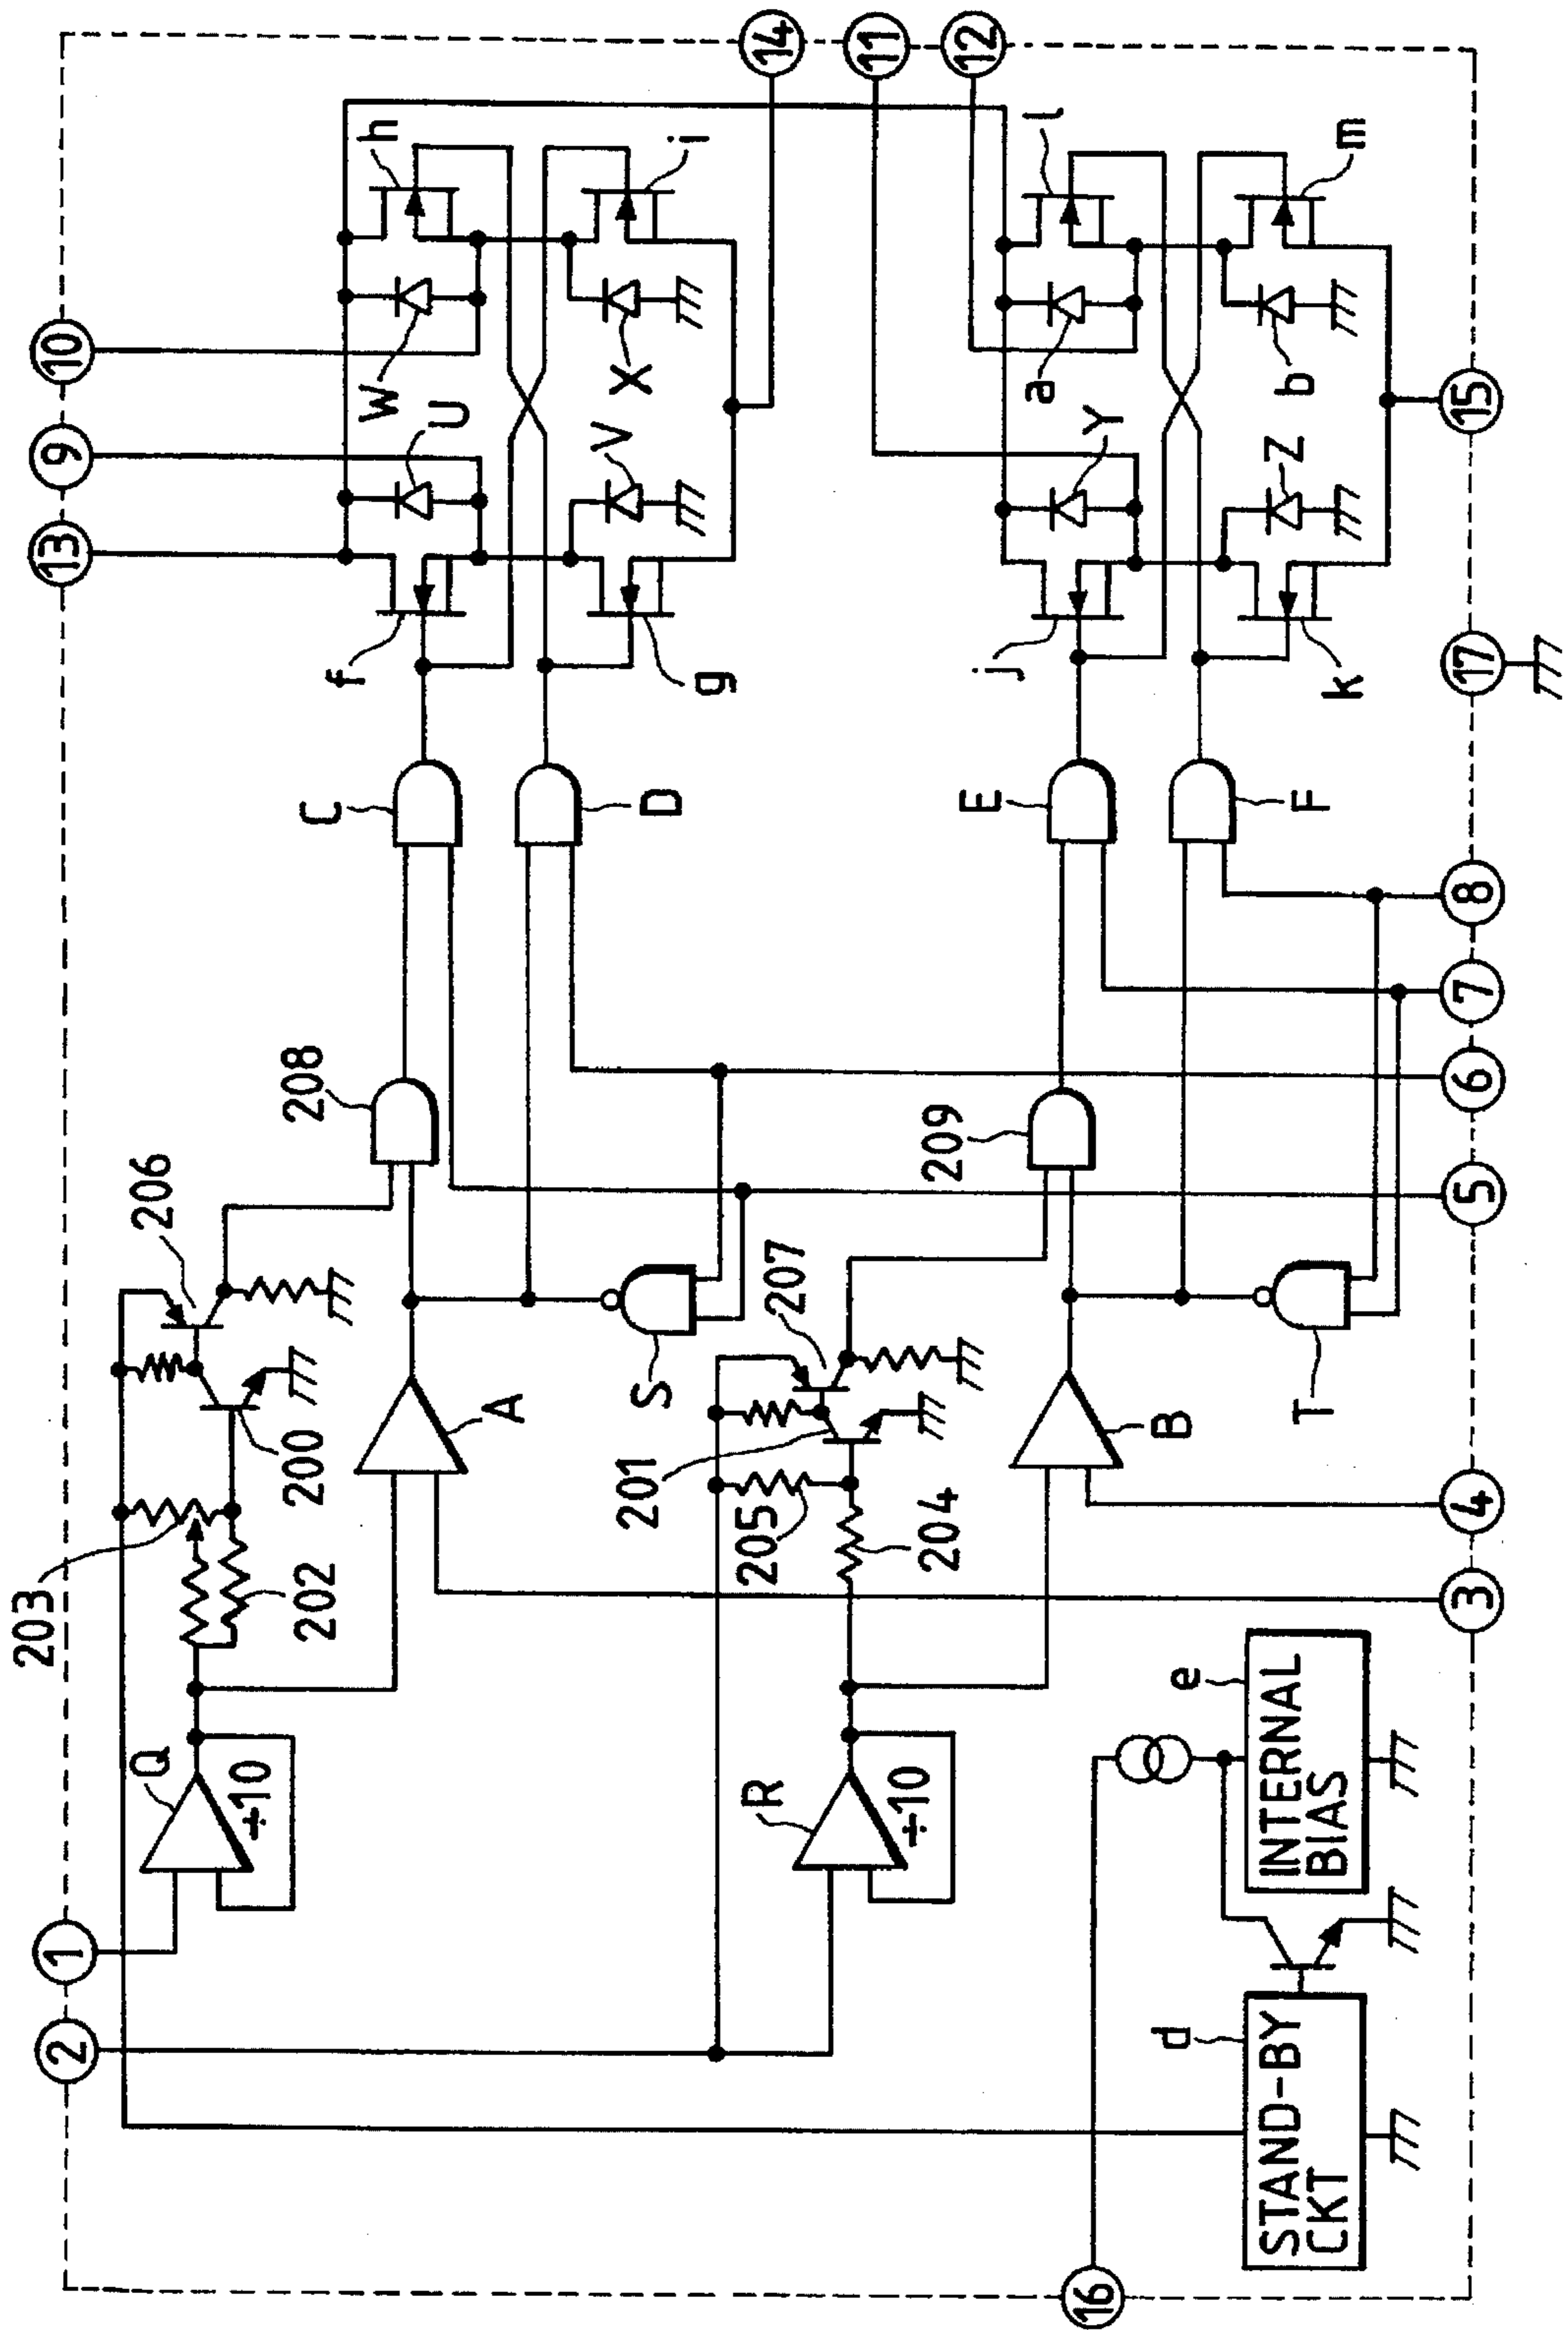 203
2
1
13
9
10
Q
206
÷10
202
200
208
f
W
h
C
U
A
V
X
i
D
g
S
14
R
201
205
207
÷10
204
209
11
E
j
12
a
l
Y
16
d
B
e
Z
b
T
F
k
m
STAND-BY
CKT
INTERNAL
BIAS
3
4
5
6
7
8
17
15